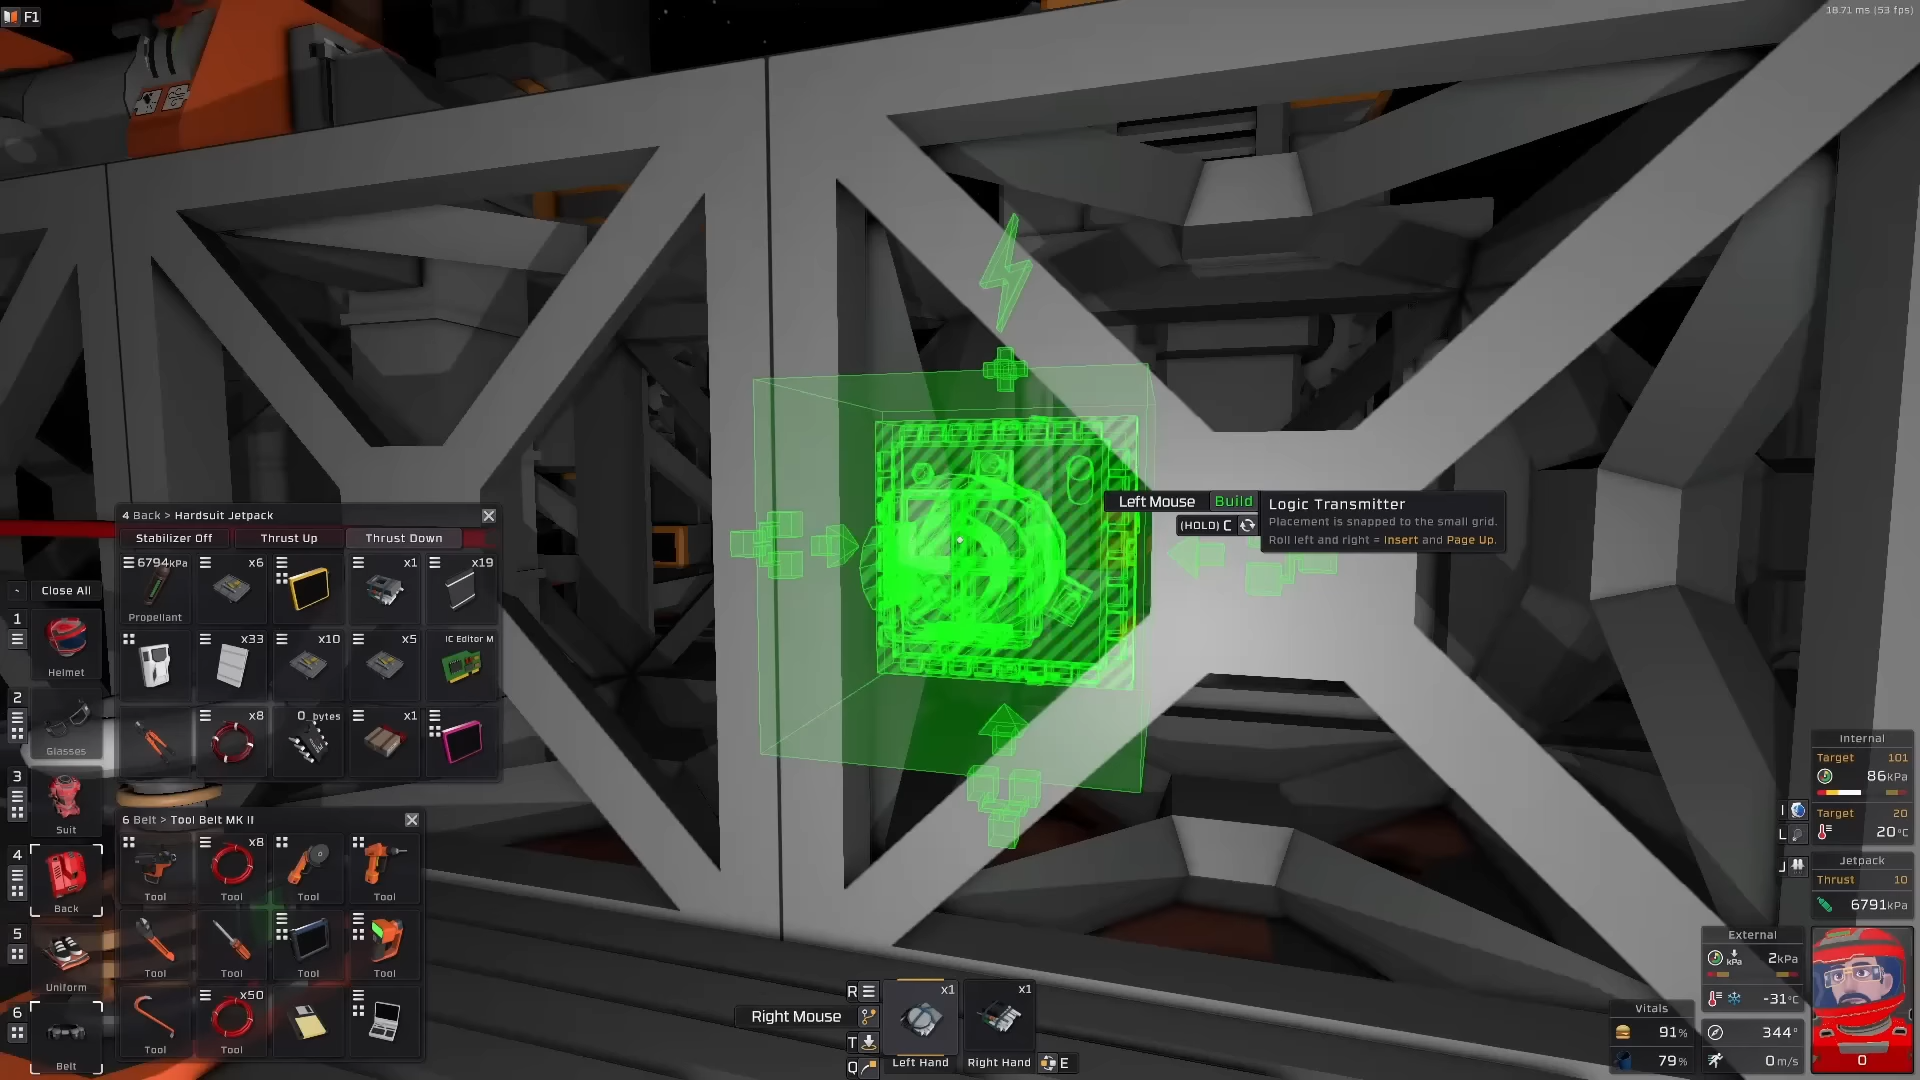 F1
18.71 ms (53 fps)
Left Mouse Build
(HOLD) C
Logic Transmitter
Placement is snapped to the small grid.
Roll left and right = Insert and Page Up.
4 Back > Hardsuit Jetpack
Stabilizer Off Thrust Up Thrust Down
6794kPa x6 x1 x19
Propellant
x33 x10 x5 IC Editor M
x8 0 bytes x1
~ Close All
1
Helmet
2
Glasses
3
Suit
4
Back
5
Uniform
6
Belt
6 Belt > Tool Belt MK II
x8
Tool Tool Tool Tool
Tool Tool Tool Tool
x50
Tool Tool
R x1 x1
Right Mouse
T
Q Left Hand Right Hand E
Internal
Target 101
86kPa
I Target 20
L 20°C
J Jetpack
Thrust 10
6791kPa
External
kPa 2kPa
-31°C
344°
0m/s
Vitals
91%
79%
0